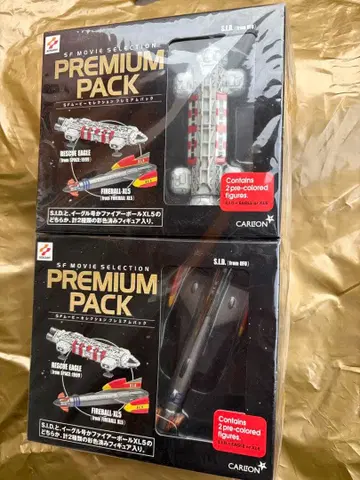 KONAMI
SF MOVIE SELECTION
PREMIUM
PACK
SFムービーセレクション プレミアムパック
RESCUE EAGLE
[from SPACE:1999]
FIREBALL XL5
[from FIREBALL XL5]
S.I.D.と、イーグル号かファイアーボールXL5の
どちらか、計2種類の彩色済みフィギュア入り。
S.I.D. [from UFO]
Contains
2 pre-colored
figures.
CARLTON
KONAMI
SF MOVIE SELECTION
PREMIUM
PACK
SFムービーセレクション プレミアムパック
RESCUE EAGLE
[from SPACE:1999]
FIREBALL XL5
[from FIREBALL XL5]
S.I.D.と、イーグル号かファイアーボールXL5の
どちらか、計2種類の彩色済みフィギュア入り。
S.I.D. [from UFO]
Contains
2 pre-colored
figures.
CARLTON